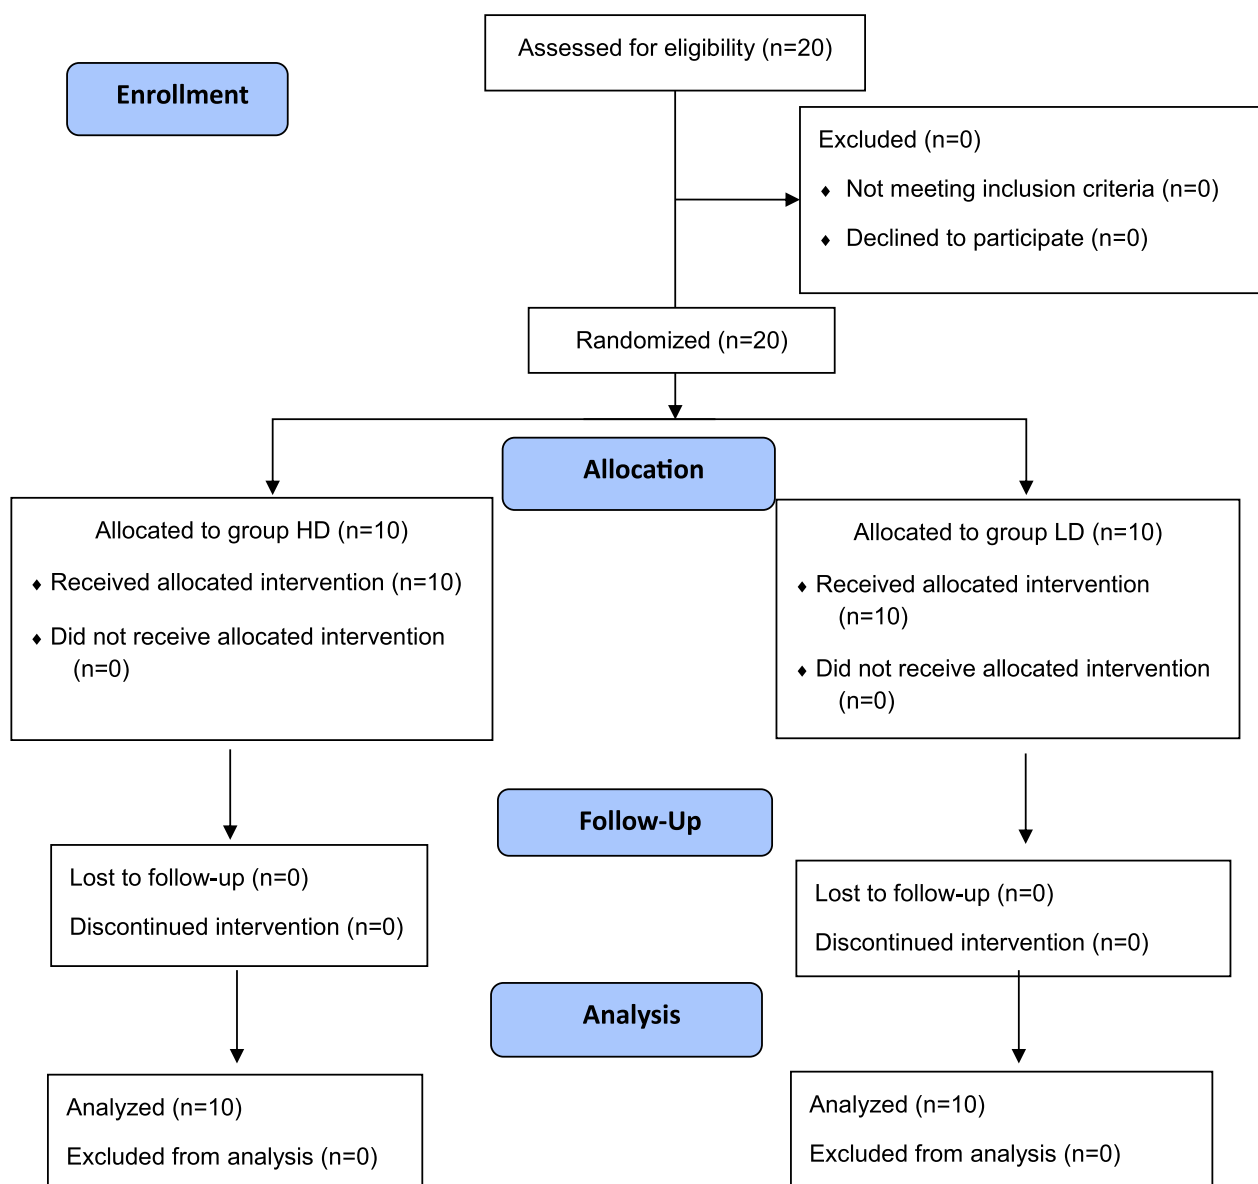 Assessed for eligibility (n=20)
Enrollment
Excluded (n=0)
♦ Not meeting inclusion criteria (n=0)
♦ Declined to participate (n=0)
Randomized (n=20)
Allocation
Allocated to group HD (n=10)
♦ Received allocated intervention (n=10)
♦ Did not receive allocated intervention
(n=0)
Allocated to group LD (n=10)
♦ Received allocated intervention
(n=10)
♦ Did not receive allocated intervention
(n=0)
Follow-Up
Lost to follow-up (n=0)
Discontinued intervention (n=0)
Lost to follow-up (n=0)
Discontinued intervention (n=0)
Analysis
Analyzed (n=10)
Excluded from analysis (n=0)
Analyzed (n=10)
Excluded from analysis (n=0)